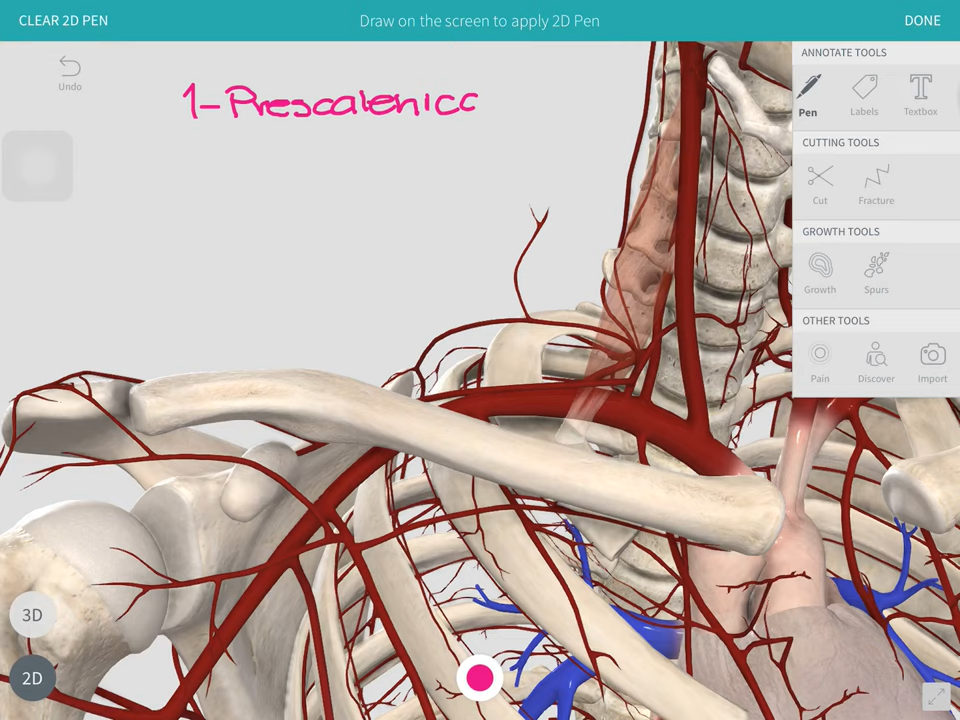 CLEAR 2D PEN
Draw on the screen to apply 2D Pen
DONE
Undo
1-Prescalenicc
ANNOTATE TOOLS
Pen
Labels
Textbox
CUTTING TOOLS
Cut
Fracture
GROWTH TOOLS
Growth
Spurs
OTHER TOOLS
Pain
Discover
Import
3D
2D